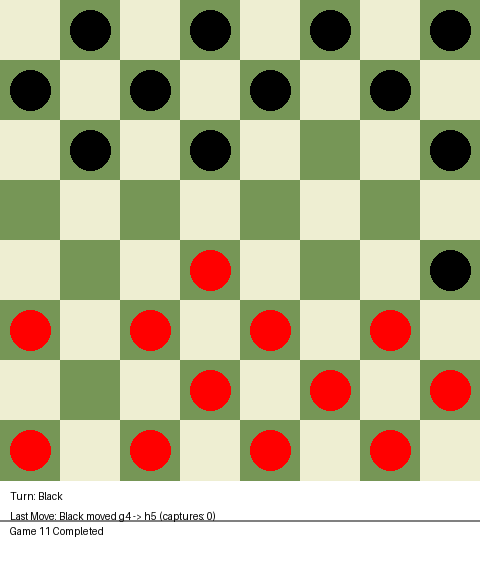 Turn: Black
Last Move: Black moved g4 -> h5 (captures: 0)
Game 11 Completed